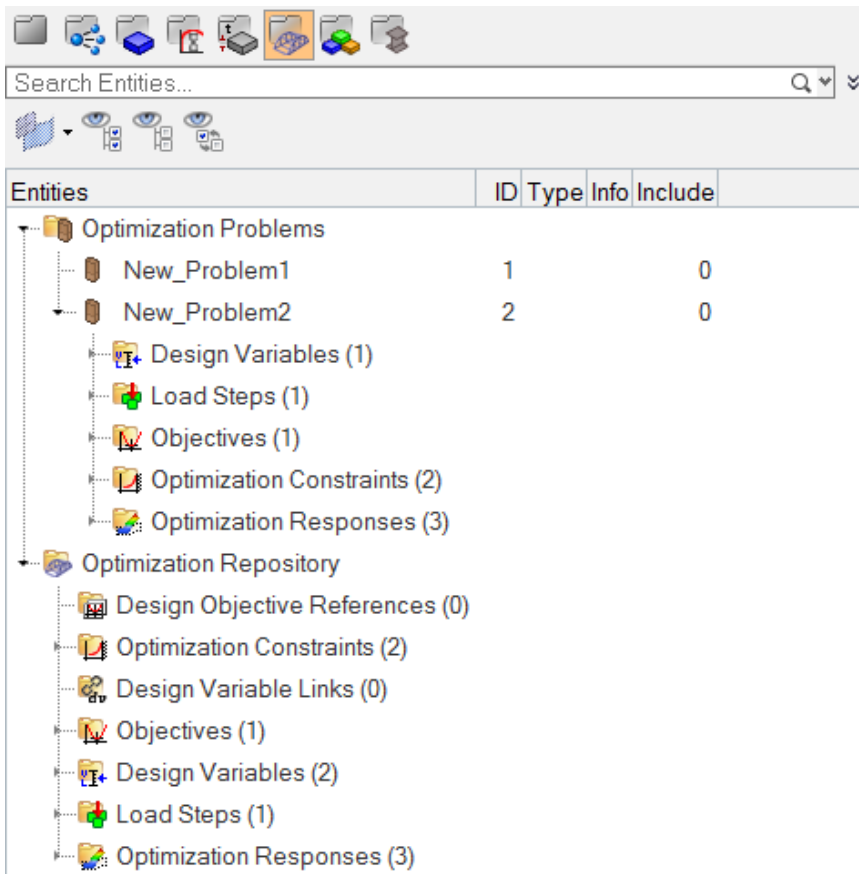 Search Entities...
Entities ID Type Info Include
Optimization Problems
New_Problem1 1 0
New_Problem2 2 0
Design Variables (1)
Load Steps (1)
Objectives (1)
Optimization Constraints (2)
Optimization Responses (3)
Optimization Repository
Design Objective References (0)
Optimization Constraints (2)
Design Variable Links (0)
Objectives (1)
Design Variables (2)
Load Steps (1)
Optimization Responses (3)